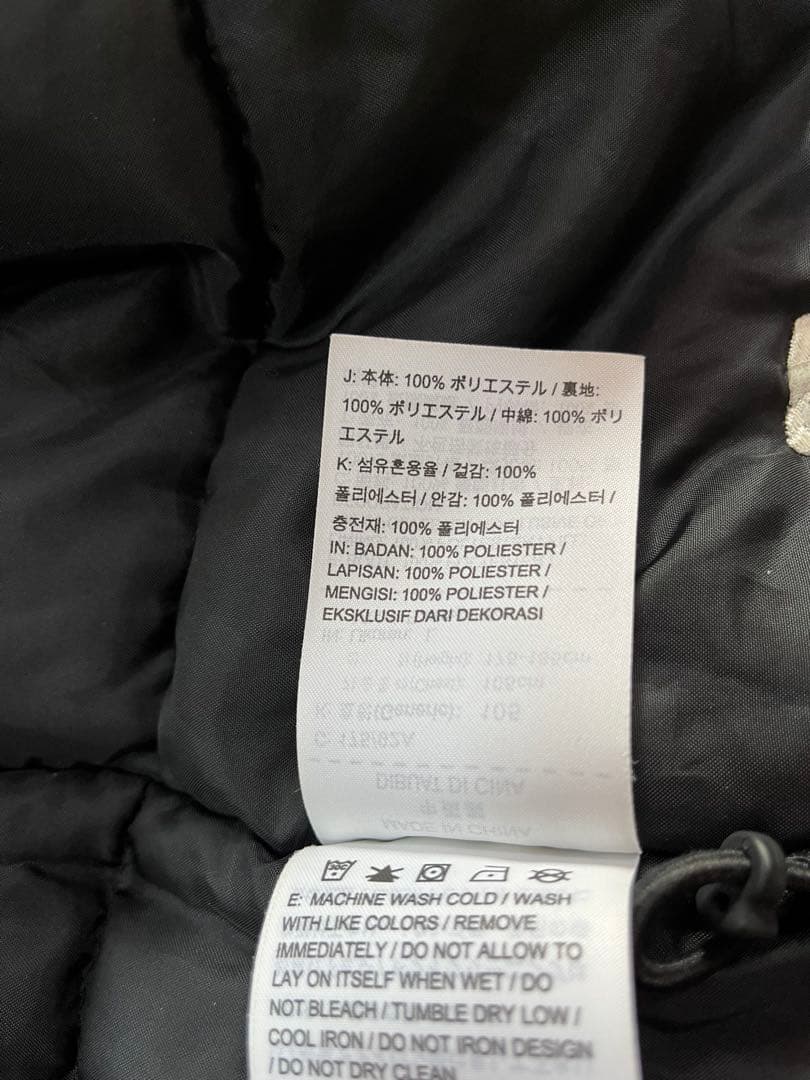 J: 本体: 100% ポリエステル / 裏地:
100% ポリエステル / 中綿: 100% ポリ
エステル
K: 섬유혼용율 / 겉감: 100%
폴리에스터 / 안감: 100% 폴리에스터 /
충전재: 100% 폴리에스터
IN: BADAN: 100% POLIESTER /
LAPISAN: 100% POLIESTER /
MENGISI: 100% POLIESTER /
EKSKLUSIF DARI DEKORASI
E: MACHINE WASH COLD / WASH
WITH LIKE COLORS / REMOVE
IMMEDIATELY / DO NOT ALLOW TO
LAY ON ITSELF WHEN WET / DO
NOT BLEACH / TUMBLE DRY LOW /
COOL IRON / DO NOT IRON DESIGN
/ DO NOT DRY CLEAN